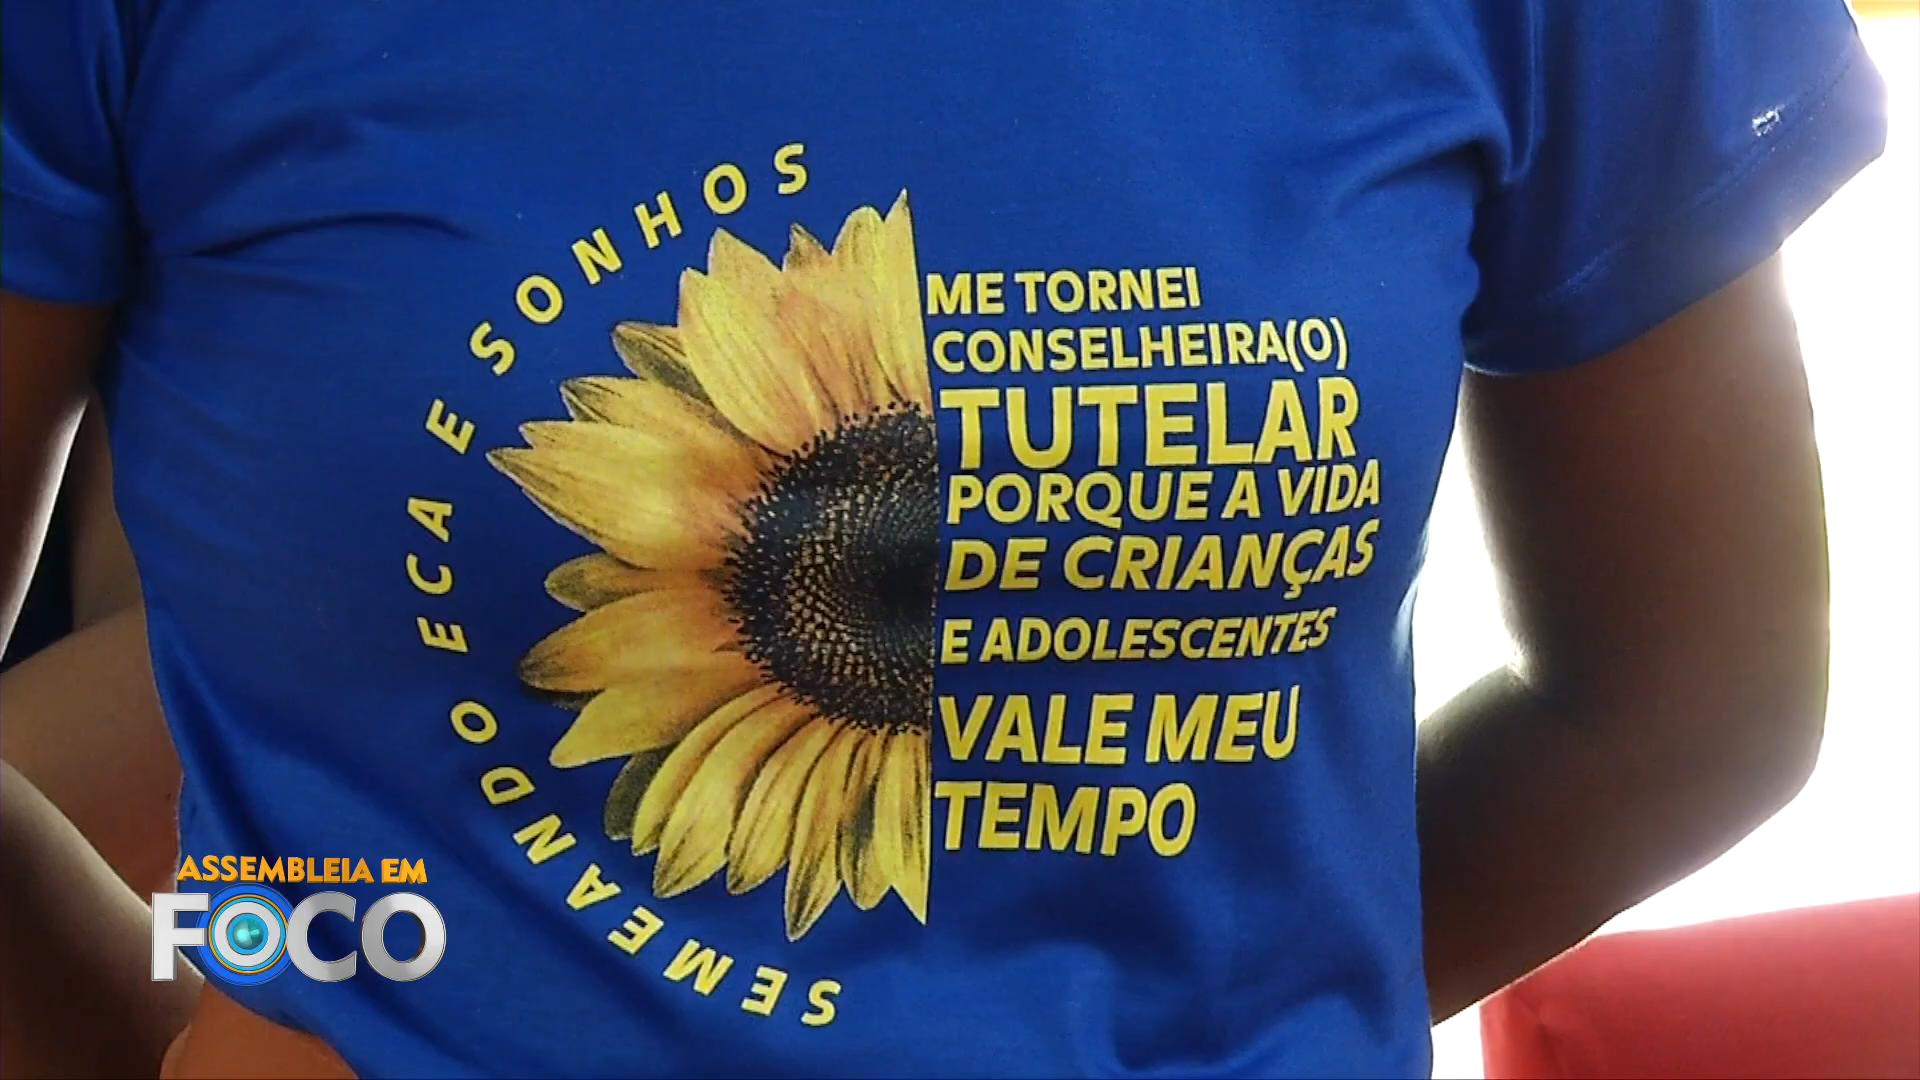 SEMEANDO ECA E SONHOS
ME TORNEI
CONSELHEIRA(O)
TUTELAR
PORQUE A VIDA
DE CRIANÇAS
E ADOLESCENTES
VALE MEU
TEMPO
ASSEMBLEIA EM
FOCO